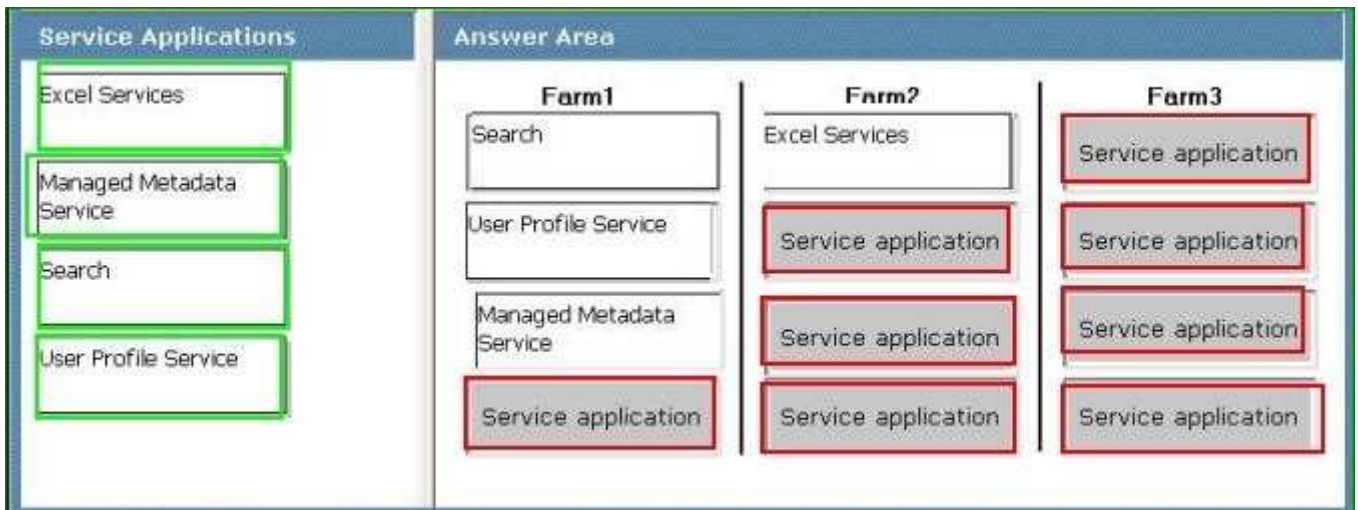 Service Applications
Excel Services
Managed Metadata
Service
Search
User Profile Service
Answer Area
Farm1
Search
User Profile Service
Managed Metadata
Service
Service application
Farm2
Excel Services
Service application
Service application
Service application
Farm3
Service application
Service application
Service application
Service application